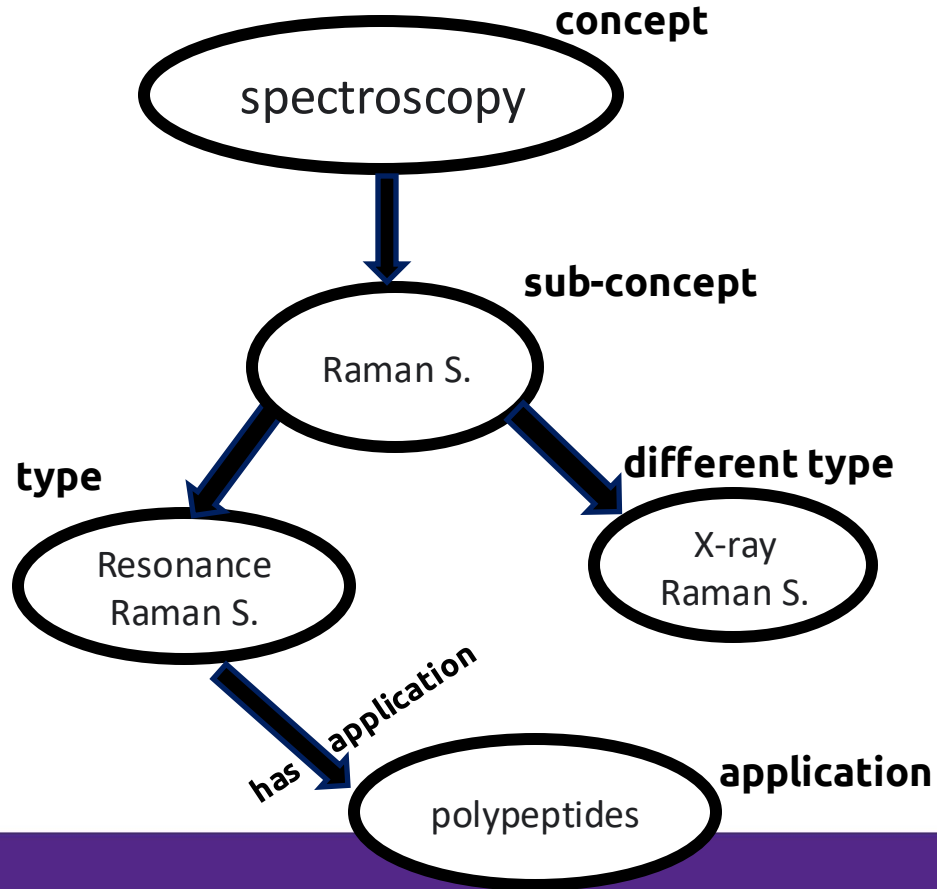 concept
spectroscopy
sub-concept
Raman S.
type
different type
Resonance
Raman S.
X-ray
Raman S.
has application
application
polypeptides